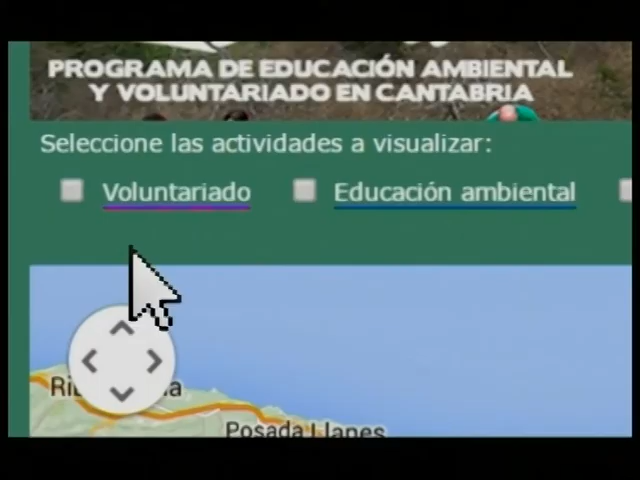 PROGRAMA DE EDUCACIÓN AMBIENTAL
Y VOLUNTARIADO EN CANTABRIA
Seleccione las actividades a visualizar:
Voluntariado Educación ambiental
Posada Llanes